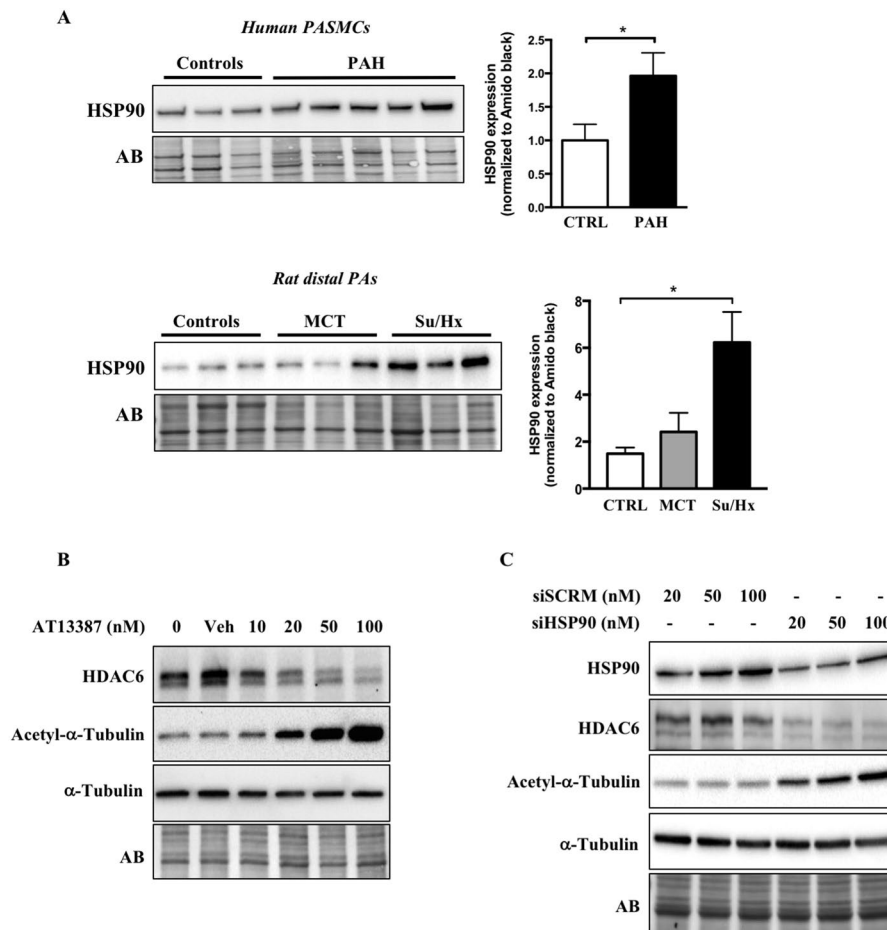 A
Human PASMCs
Controls PAH
HSP90
AB
HSP90 expression
(normalized to Amido black)
2.5
2.0
1.5
1.0
0.5
0.0
*
CTRL PAH
Rat distal PAs
Controls MCT Su/Hx
HSP90
AB
HSP90 expression
(normalized to Amido black)
8
6
4
2
0
*
CTRL MCT Su/Hx
B
AT13387 (nM) 0 Veh 10 20 50 100
HDAC6
Acetyl-α-Tubulin
α-Tubulin
AB
C
siSCRM (nM) 20 50 100 - - -
siHSP90 (nM) - - - 20 50 100
HSP90
HDAC6
Acetyl-α-Tubulin
α-Tubulin
AB